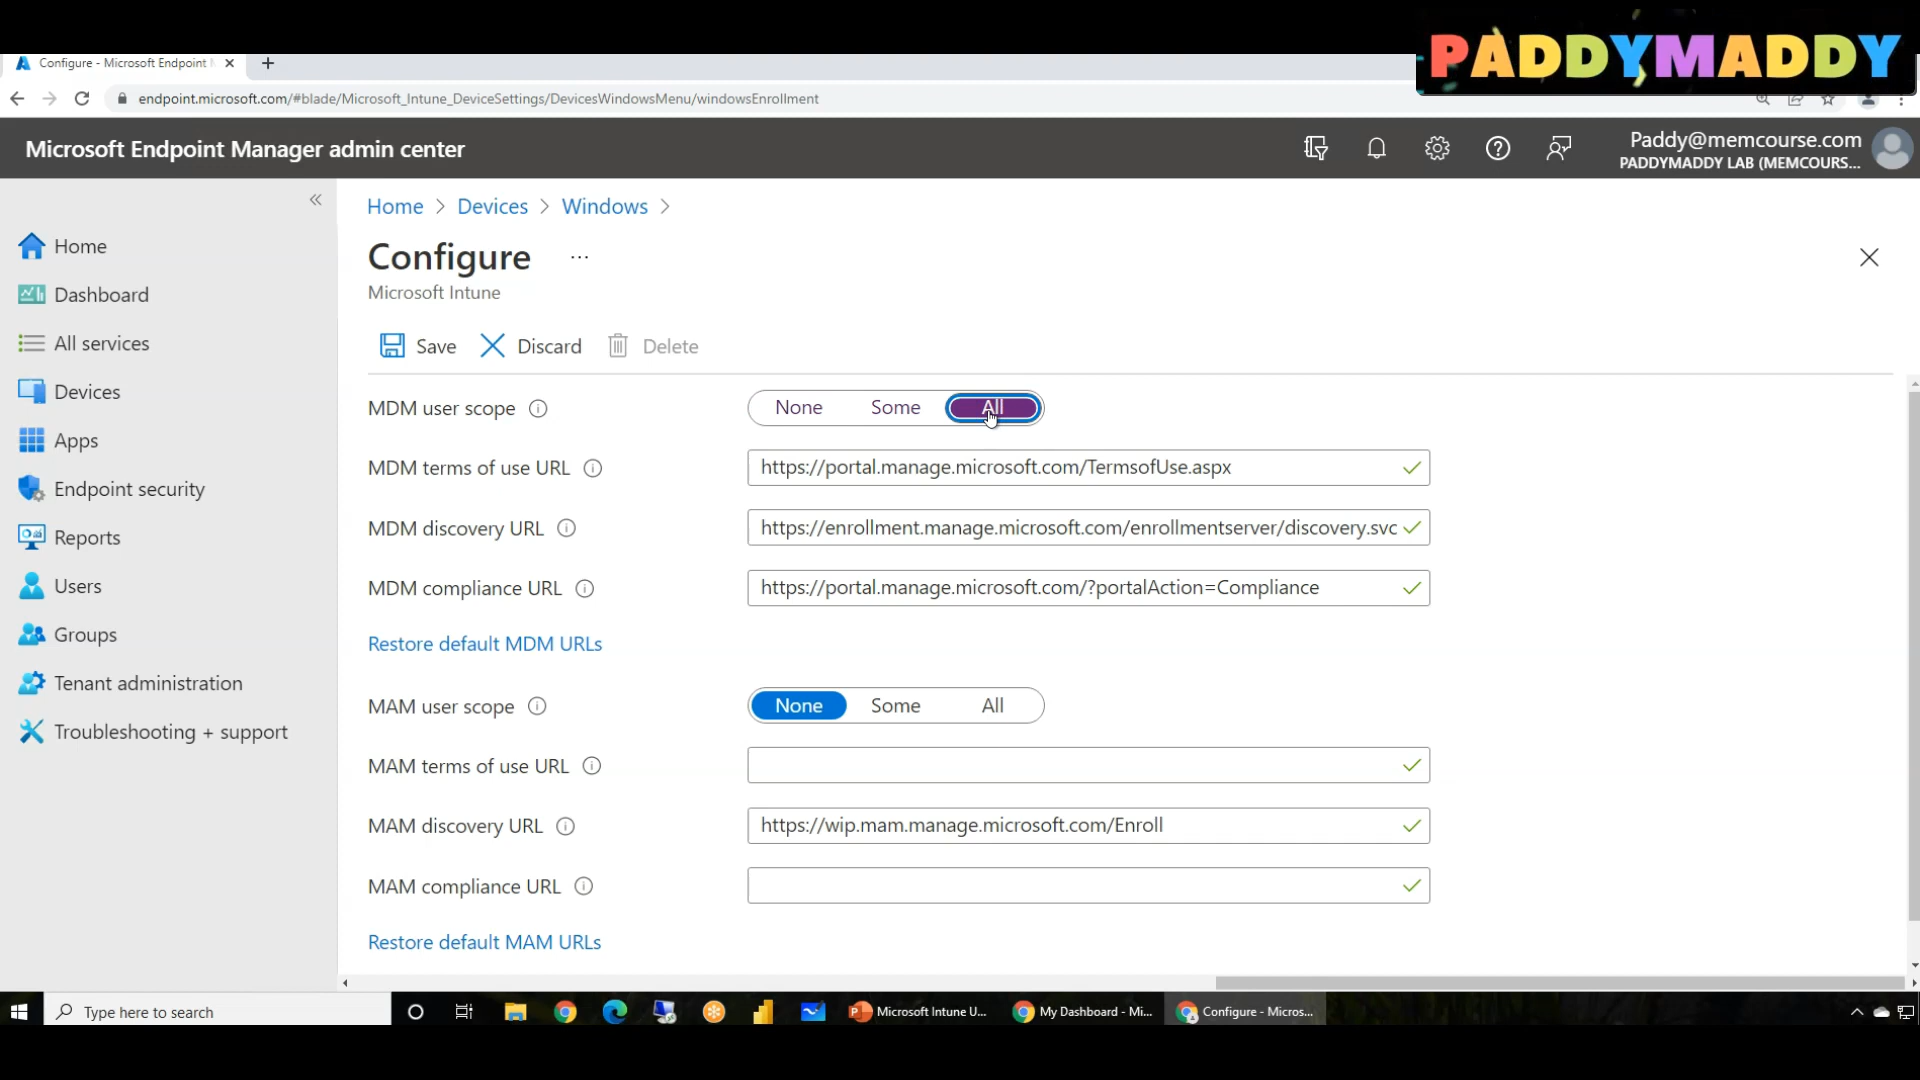 PADDYMADDY
Configure - Microsoft Endpoint
endpoint.microsoft.com/#blade/Microsoft_Intune_DeviceSettings/DevicesWindowsMenu/windowsEnrollment
Microsoft Endpoint Manager admin center
Paddy@memcourse.com
PADDYMADDY LAB (MEMCOURS...
Home
Dashboard
All services
Devices
Apps
Endpoint security
Reports
Users
Groups
Tenant administration
Troubleshooting + support
Home > Devices > Windows >
Configure ...
Microsoft Intune
Save Discard Delete
MDM user scope None Some All
MDM terms of use URL https://portal.manage.microsoft.com/TermsofUse.aspx
MDM discovery URL https://enrollment.manage.microsoft.com/enrollmentserver/discovery.svc
MDM compliance URL https://portal.manage.microsoft.com/?portalAction=Compliance
Restore default MDM URLs
MAM user scope None Some All
MAM terms of use URL
MAM discovery URL https://wip.mam.manage.microsoft.com/Enroll
MAM compliance URL
Restore default MAM URLs
Type here to search Microsoft Intune U... My Dashboard - Mi... Configure - Micros...